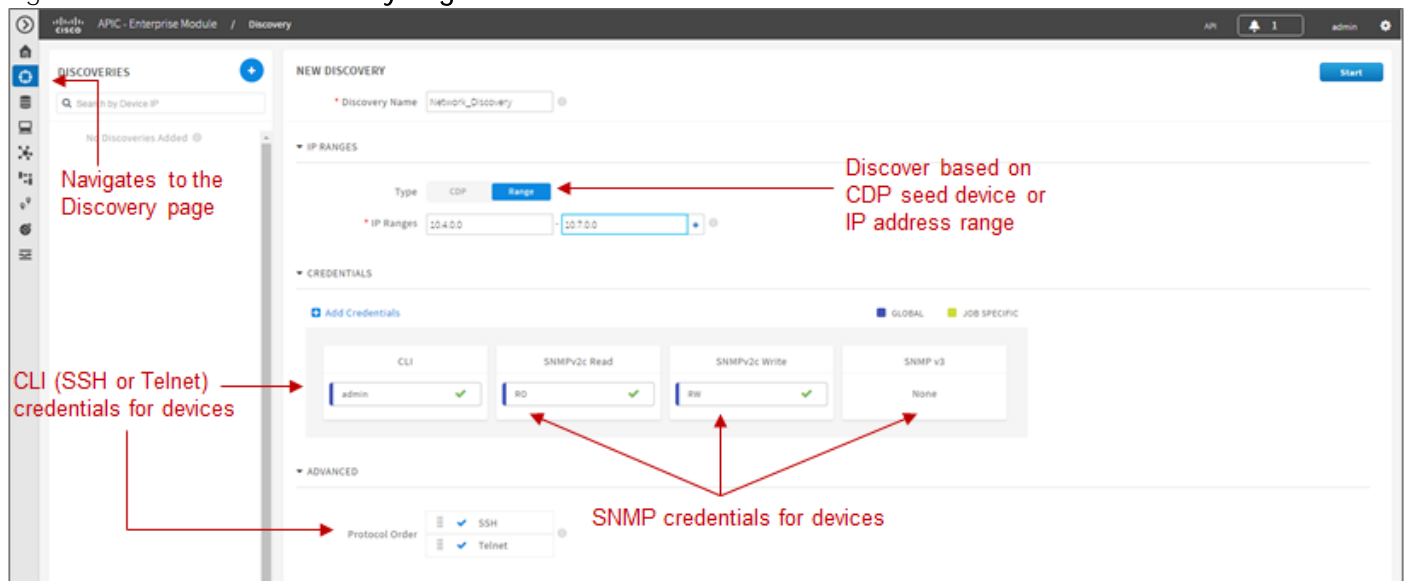 cisco APIC - Enterprise Module / Discovery API 1 admin
DISCOVERIES
Search by Device IP
No Discoveries Added
Navigates to the
Discovery page
NEW DISCOVERY Start
* Discovery Name Network_Discovery
IP RANGES
Type CDP Range
* IP Ranges 10.4.0.0 - 10.7.0.0
Discover based on
CDP seed device or
IP address range
CREDENTIALS
Add Credentials GLOBAL JOB SPECIFIC
CLI SNMPv2c Read SNMPv2c Write SNMP v3
admin RO RW None
CLI (SSH or Telnet)
credentials for devices
ADVANCED
SNMP credentials for devices
Protocol Order
SSH
Telnet